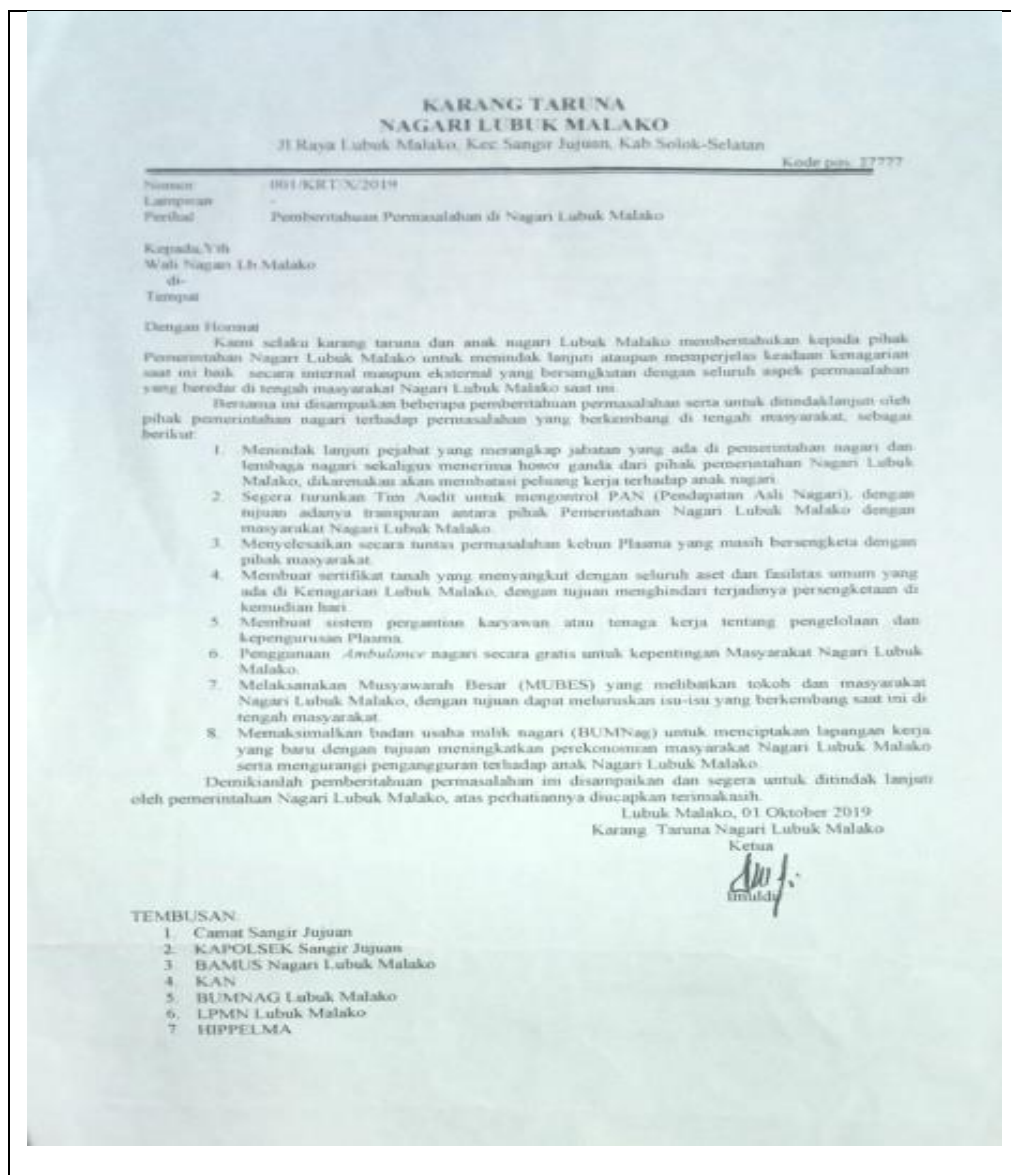 KARANG TARUNA
NAGARI LUBUK MALAKO
Jl Raya Lubuk Malako, Kec Sangir Jujuan, Kab Solok-Selatan
Kode pos. 27777
Nomor 001/KRT/X/2019
Lampiran -
Perihal Pemberitahuan Permasalahan di Nagari Lubuk Malako
Kepada,Yth
Wali Nagari Lb.Malako
di-
Tempat
Dengan Hormat
Kami selaku karang taruna dan anak nagari Lubuk Malako memberitahukan kepada pihak
Pemerintahan Nagari Lubuk Malako untuk menindak lanjuti ataupun memperjelas keadaan kenagarian
saat ini baik secara internal maupun eksternal yang bersangkutan dengan seluruh aspek permasalahan
yang beredar di tengah masyarakat Nagari Lubuk Malako saat ini.
Bersama ini disampaikan beberapa pemberitahuan permasalahan serta untuk ditindaklanjuti oleh
pihak pemerintahan nagari terhadap permasalahan yang berkembang di tengah masyarakat, sebagai
berikut:
1. Menindak lanjuti pejabat yang merangkap jabatan yang ada di pemerintahan nagari dan
lembaga nagari sekaligus menerima honor ganda dari pihak pemerintahan Nagari Lubuk
Malako, dikarenakan akan membatasi peluang kerja terhadap anak nagari.
2. Segera turunkan Tim Audit untuk mengontrol PAN (Pendapatan Asli Nagari), dengan
tujuan adanya transparan antara pihak Pemerintahan Nagari Lubuk Malako dengan
masyarakat Nagari Lubuk Malako.
3. Menyelesaikan secara tuntas permasalahan kebun Plasma yang masih bersengketa dengan
pihak masyarakat.
4. Membuat sertifikat tanah yang menyangkut dengan seluruh aset dan fasilitas umum yang
ada di Kenagarian Lubuk Malako, dengan tujuan menghindari terjadinya persengketaan di
kemudian hari.
5. Membuat sistem pergantian karyawan atau tenaga kerja tentang pengelolaan dan
kepengurusan Plasma.
6. Penggunaan Ambulance nagari secara gratis untuk kepentingan Masyarakat Nagari Lubuk
Malako.
7. Melaksanakan Musyawarah Besar (MUBES) yang melibatkan tokoh dan masyarakat
Nagari Lubuk Malako, dengan tujuan dapat meluruskan isu-isu yang berkembang saat ini di
tengah masyarakat.
8. Memaksimalkan badan usaha milik nagari (BUMNag) untuk menciptakan lapangan kerja
yang baru dengan tujuan meningkatkan perekonomian masyarakat Nagari Lubuk Malako
serta mengurangi pengangguran terhadap anak Nagari Lubuk Malako.
Demikianlah pemberitahuan permasalahan ini disampaikan dan segera untuk ditindak lanjuti
oleh pemerintahan Nagari Lubuk Malako, atas perhatiannya diucapkan terimakasih.
Lubuk Malako, 01 Oktober 2019
Karang Taruna Nagari Lubuk Malako
Ketua
TEMBUSAN:
1. Camat Sangir Jujuan
2. KAPOLSEK Sangir Jujuan
3. BAMUS Nagari Lubuk Malako
4. KAN
5. BUMNAG Lubuk Malako
6. LPMN Lubuk Malako
7. HIPPELMA